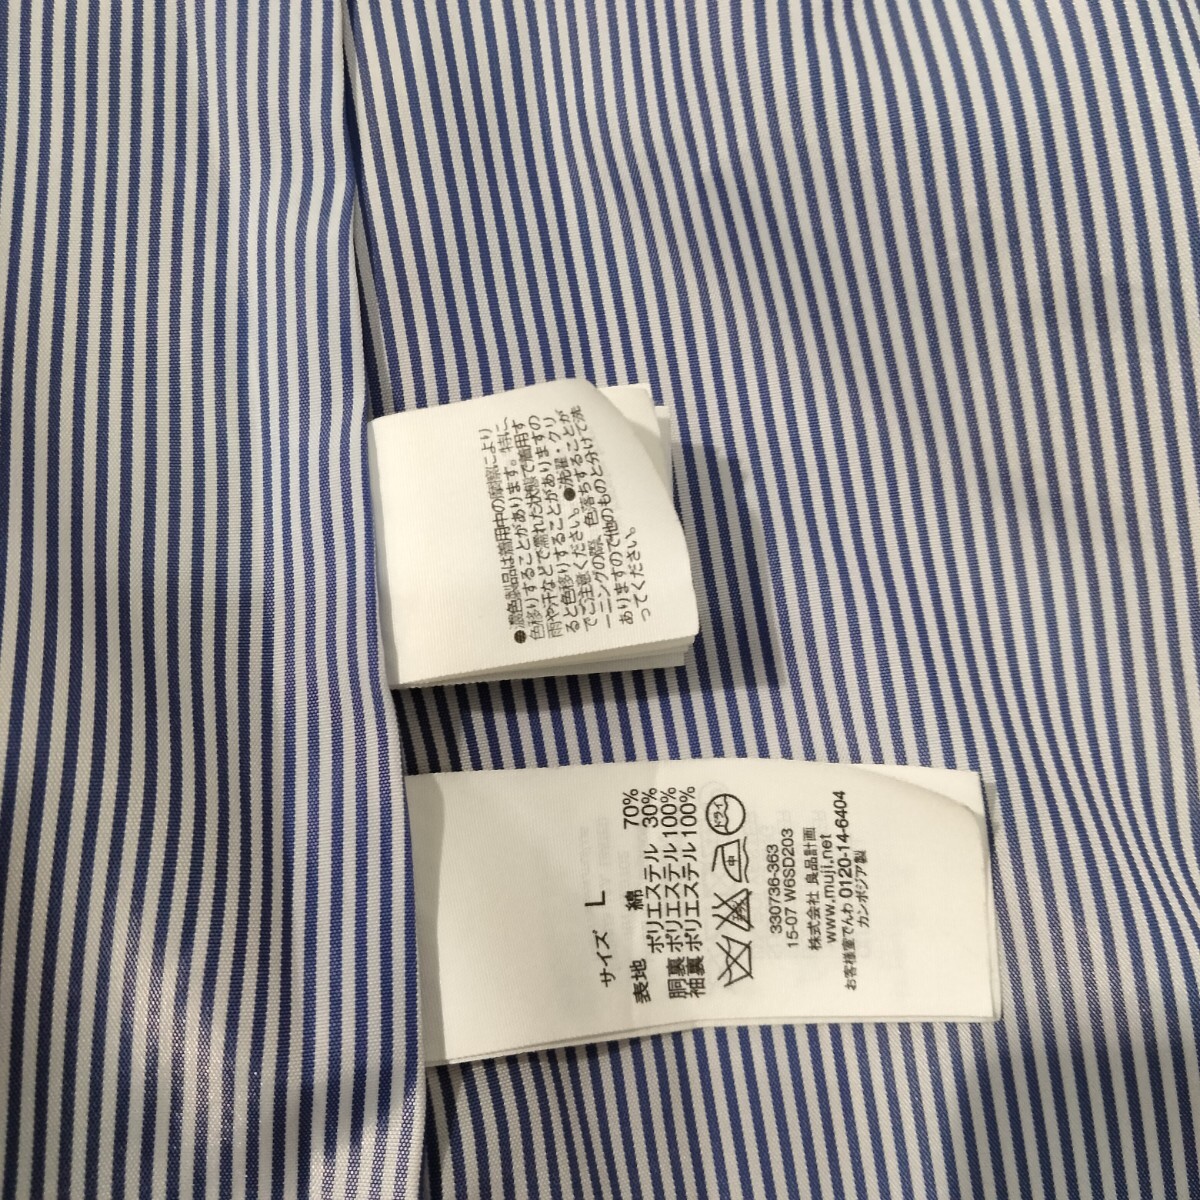 ●濃色製品は着用中の摩擦により
色移りすることがあります。特に、
雨や汗などで濡れた状態で着用す
ると色移りすることがありますの
でご注意ください。●洗濯・クリ
ーニングの際、色落ちすることが
ありますので他のものと分けて洗
ってください。
サイズ L
表地 綿 70%
ポリエステル 30%
胴裏 ポリエステル 100%
袖裏 ポリエステル 100%
中 ドライ
330736-363
15-07 W6SD203
株式会社 良品計画
www.muji.net
お客様室でんわ 0120-14-6404
カンボジア製